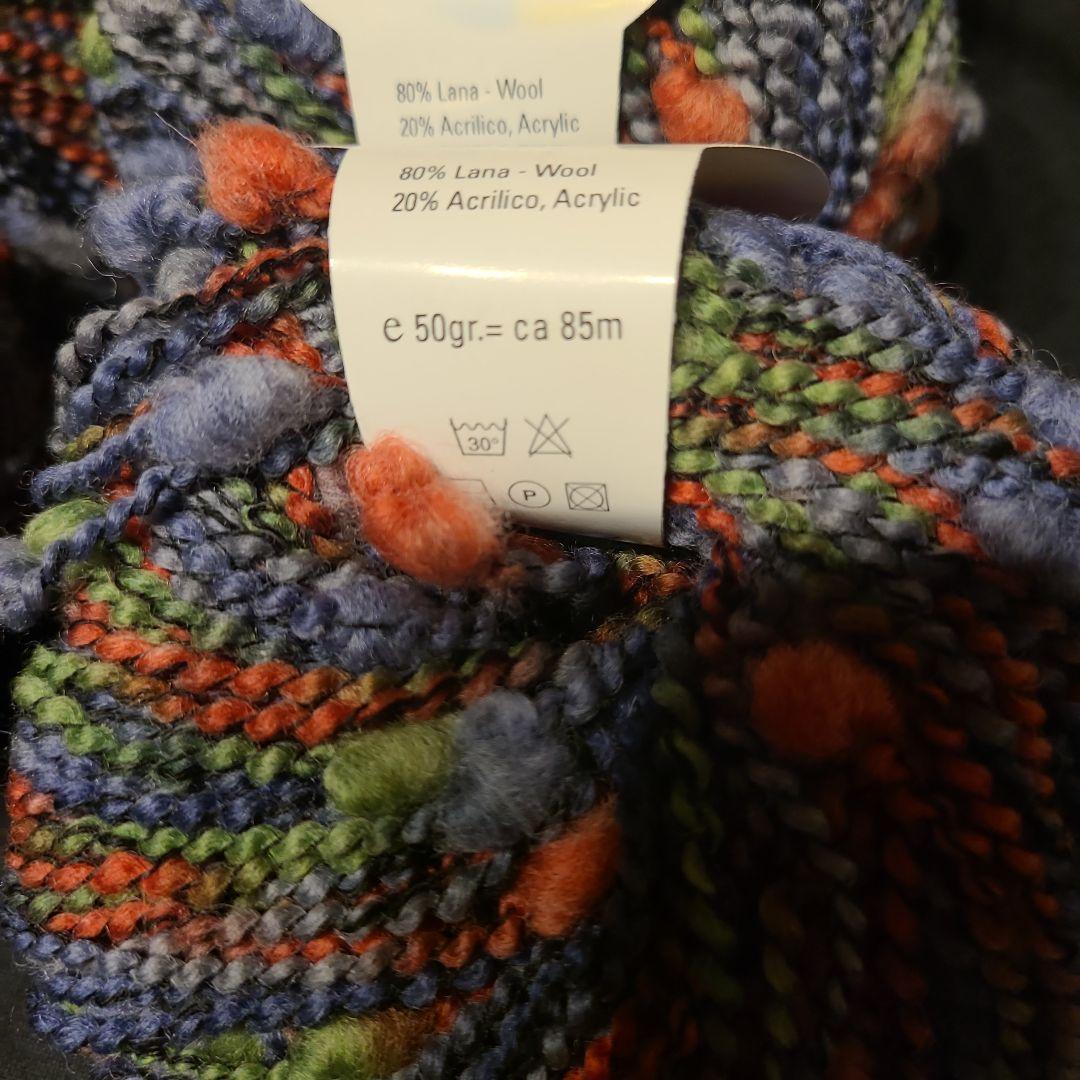 80% Lana - Wool
20% Acrilico, Acrylic
80% Lana - Wool
20% Acrilico, Acrylic
e 50gr.= ca 85m
30°
P